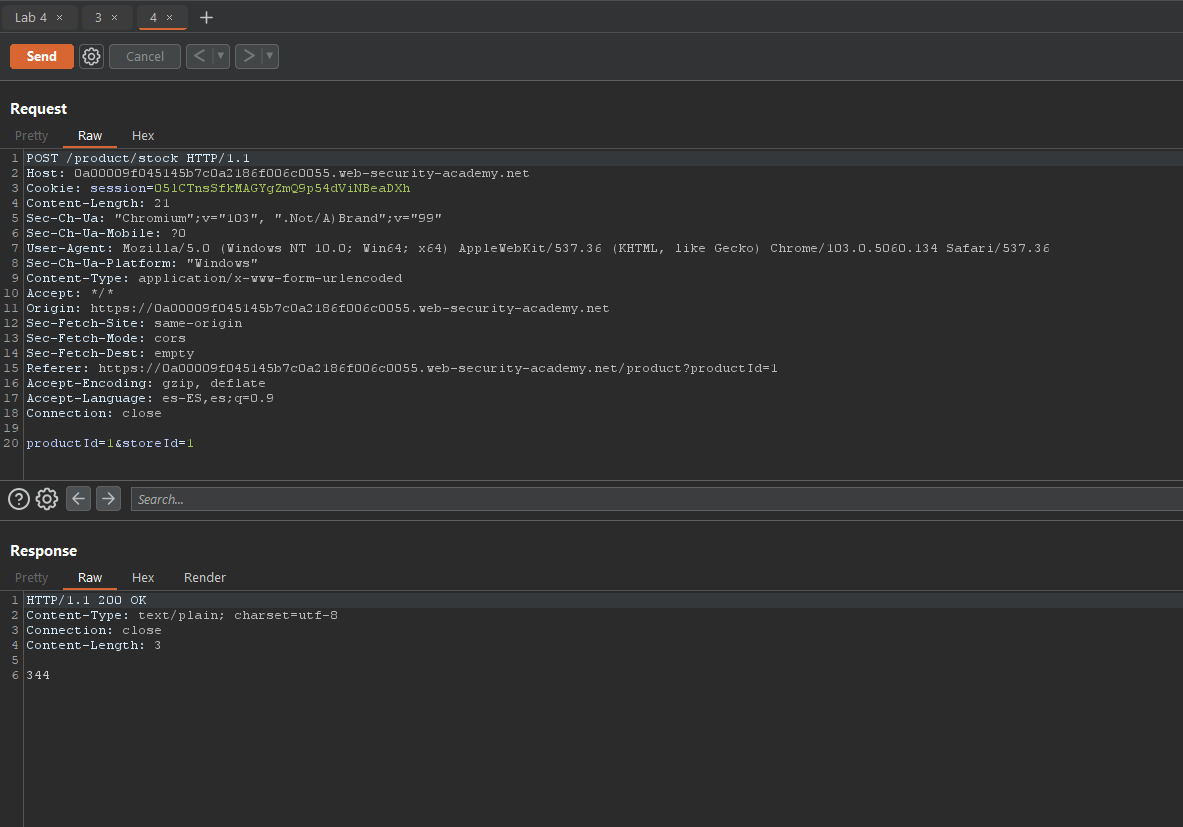 Lab 4 × 3 × 4 × +
Send Cancel < ▼ > ▼
Request
Pretty Raw Hex
1 POST /product/stock HTTP/1.1
2 Host: 0a00009f045145b7c0a2186f006c0055.web-security-academy.net
3 Cookie: session=051CTnsSfkMAGYgZmQ9p54dViNBeaDXh
4 Content-Length: 21
5 Sec-Ch-Ua: "Chromium";v="103", ".Not/A)Brand";v="99"
6 Sec-Ch-Ua-Mobile: ?0
7 User-Agent: Mozilla/5.0 (Windows NT 10.0; Win64; x64) AppleWebKit/537.36 (KHTML, like Gecko) Chrome/103.0.5060.134 Safari/537.36
8 Sec-Ch-Ua-Platform: "Windows"
9 Content-Type: application/x-www-form-urlencoded
10 Accept: */*
11 Origin: https://0a00009f045145b7c0a2186f006c0055.web-security-academy.net
12 Sec-Fetch-Site: same-origin
13 Sec-Fetch-Mode: cors
14 Sec-Fetch-Dest: empty
15 Referer: https://0a00009f045145b7c0a2186f006c0055.web-security-academy.net/product?productId=1
16 Accept-Encoding: gzip, deflate
17 Accept-Language: es-ES,es;q=0.9
18 Connection: close
19
20 productId=1&storeId=1
Search...
Response
Pretty Raw Hex Render
1 HTTP/1.1 200 OK
2 Content-Type: text/plain; charset=utf-8
3 Connection: close
4 Content-Length: 3
5
6 344